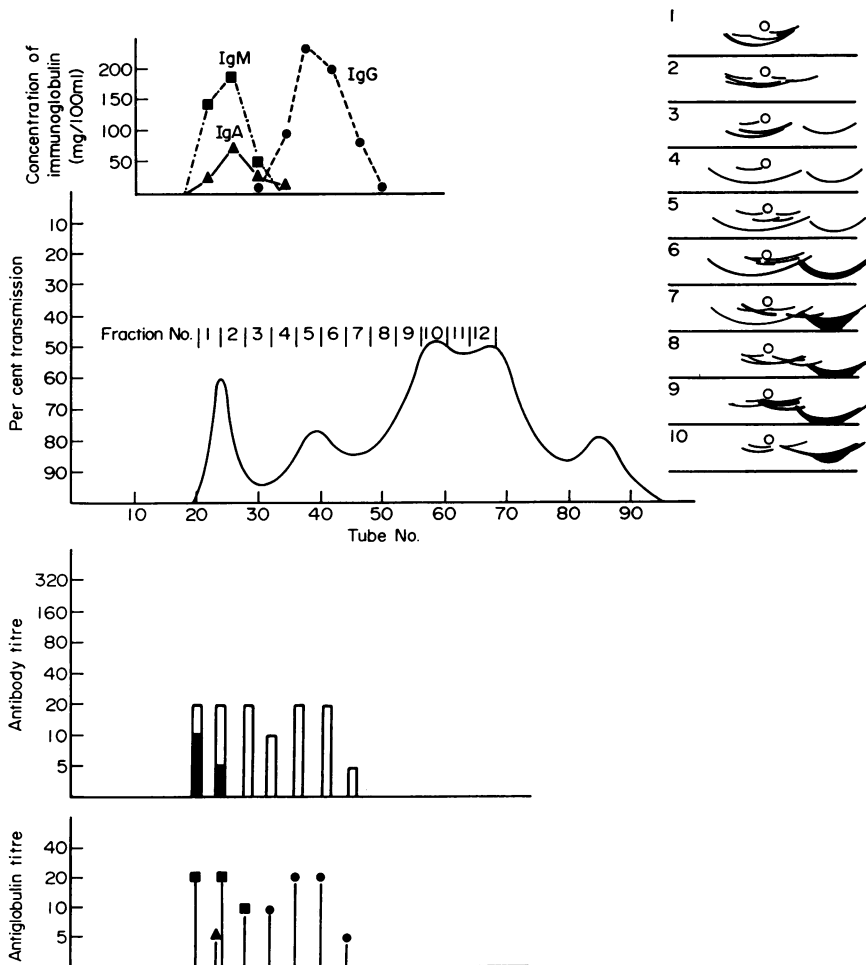 Concentration of
immunoglobulin
(mg/100ml)
200
150
100
50
IgM
IgA
IgG
Per cent transmission
10
20
30
40
50
60
70
80
90
Fraction No. | 1 | 2 | 3 | 4 | 5 | 6 | 7 | 8 | 9 | 10 | 11 | 12 |
10 20 30 40 50 60 70 80 90
Tube No.
1
2
3
4
5
6
7
8
9
10
Antibody titre
320
160
80
40
20
10
5
Antiglobulin titre
40
20
10
5